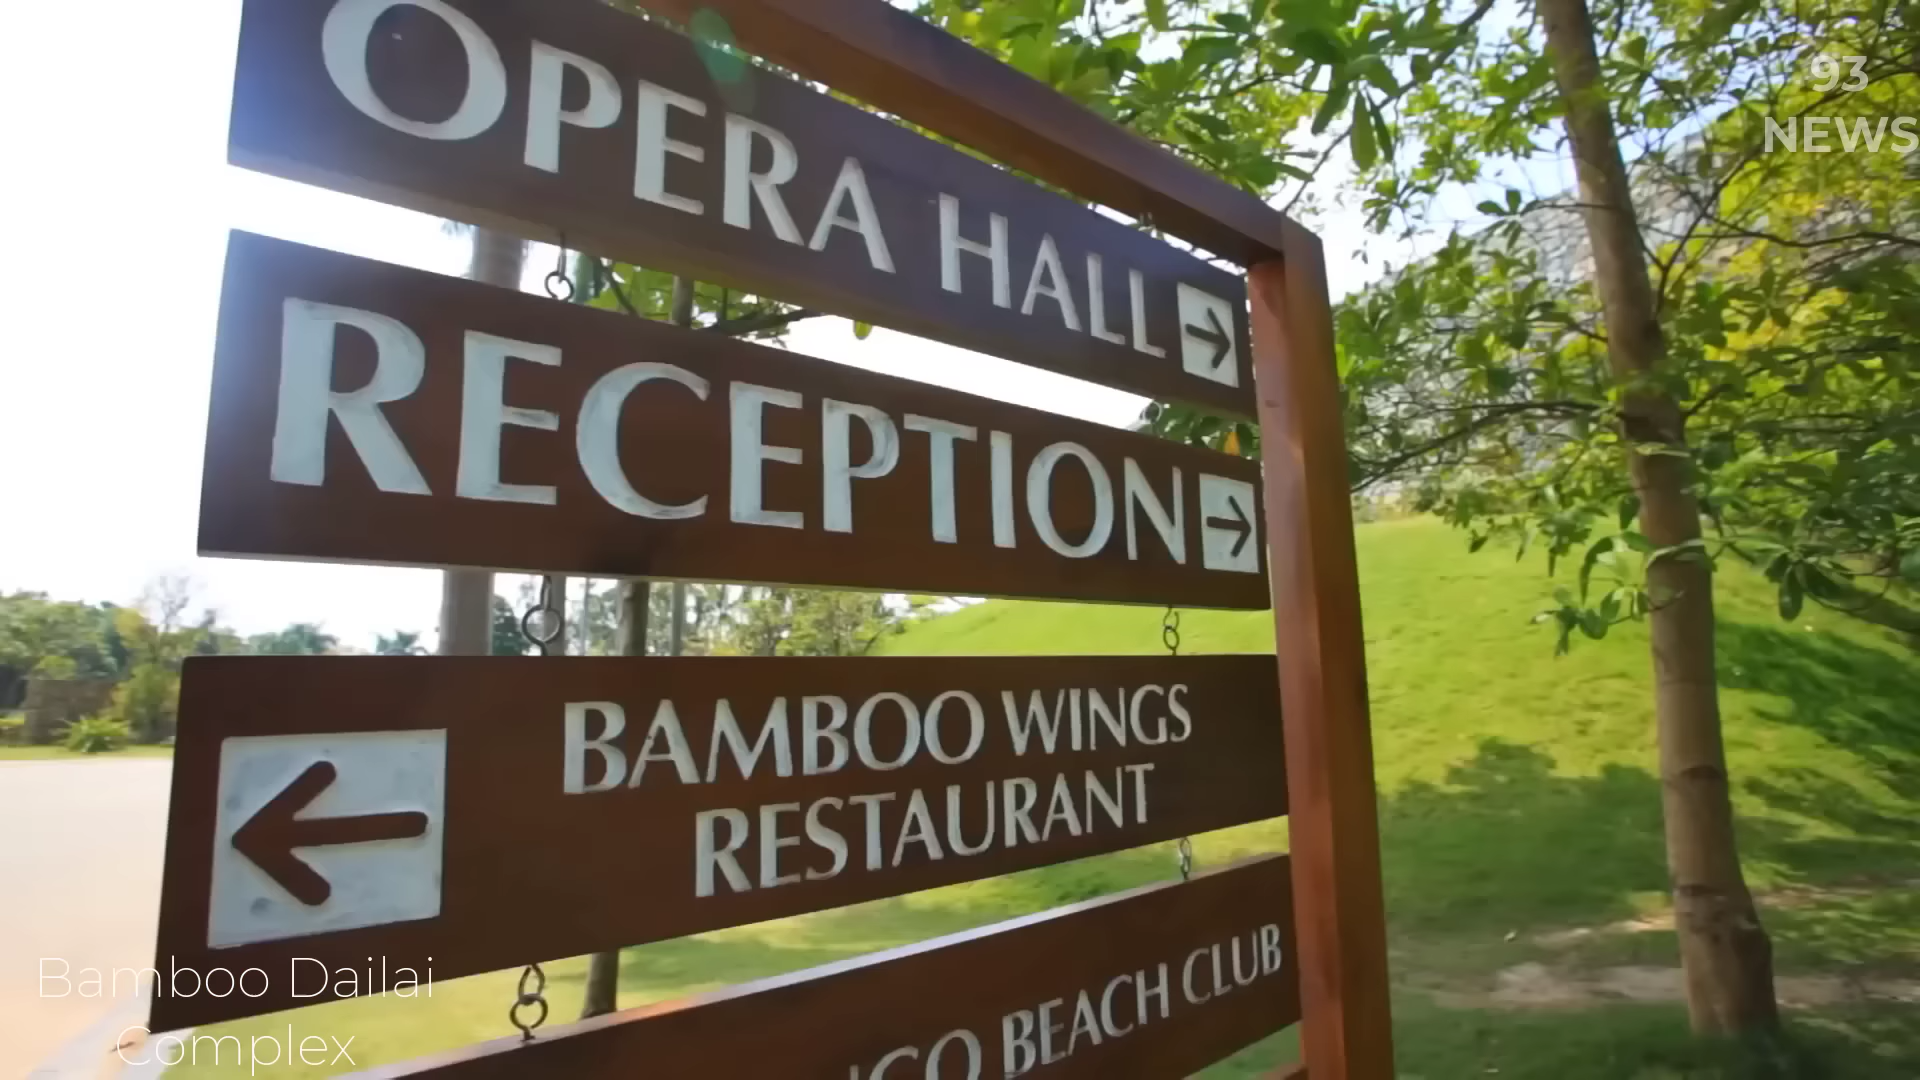 OPERA HALL
93
NEWS
RECEPTION
BAMBOO WINGS
RESTAURANT
BEACH CLUB
Bamboo Dailai
Complex